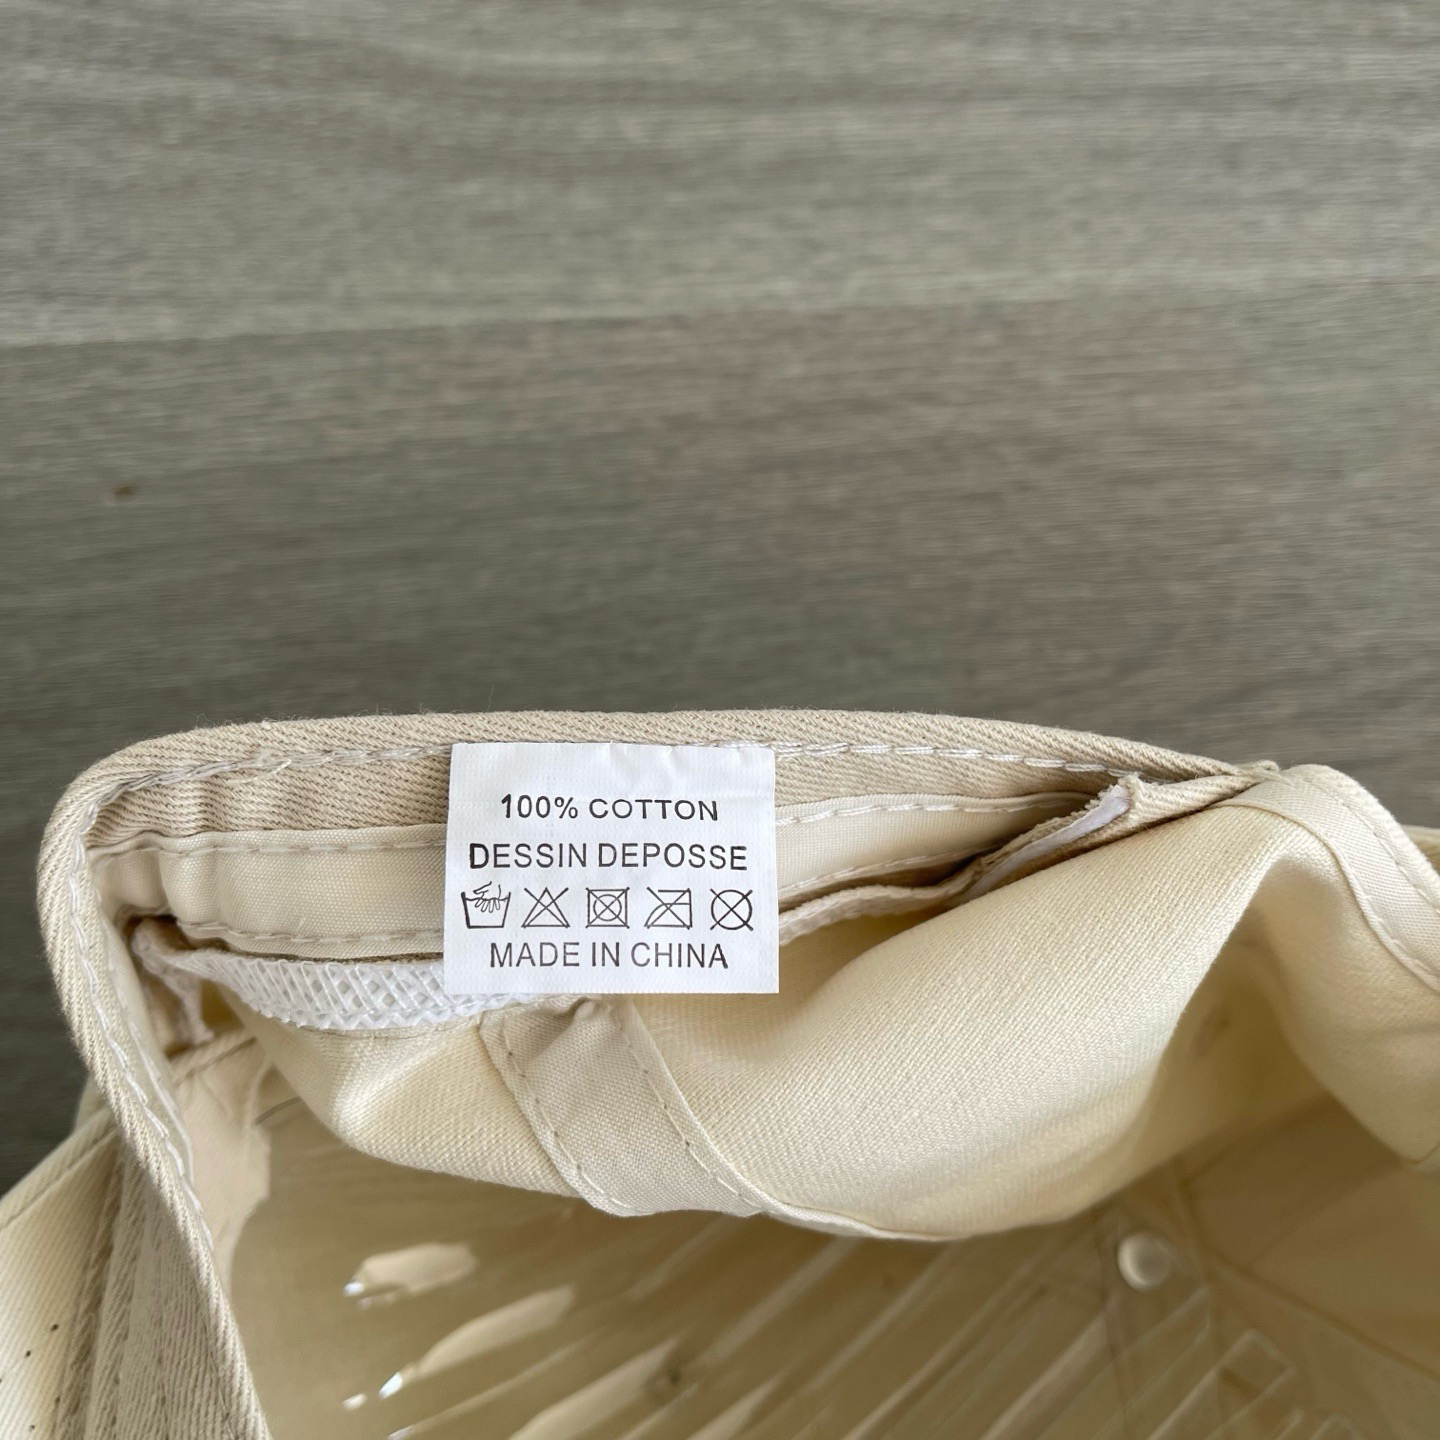 100% COTTON
DESSIN DEPOSSE
MADE IN CHINA